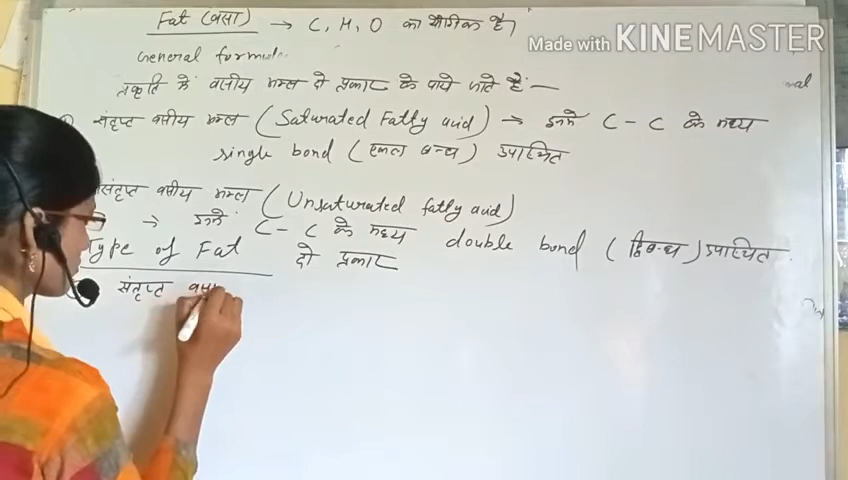 Fat (वसा) → C, H, O का यौगिक है।
Made with KINEMASTER
General formula
प्रकृति में वसीय अम्ल दो प्रकार के पाये जाते हैं —
संतृप्त वसीय अम्ल (Saturated Fatty acid) → इनमें C - C के मध्य
single bond (एकल बन्ध) उपस्थित
संतृप्त वसीय अम्ल (Unsaturated fatty acid)
→ इनमें C - C के मध्य double bond (द्विबन्ध) उपस्थित
Type of Fat दो प्रकार
संतृप्त वसा